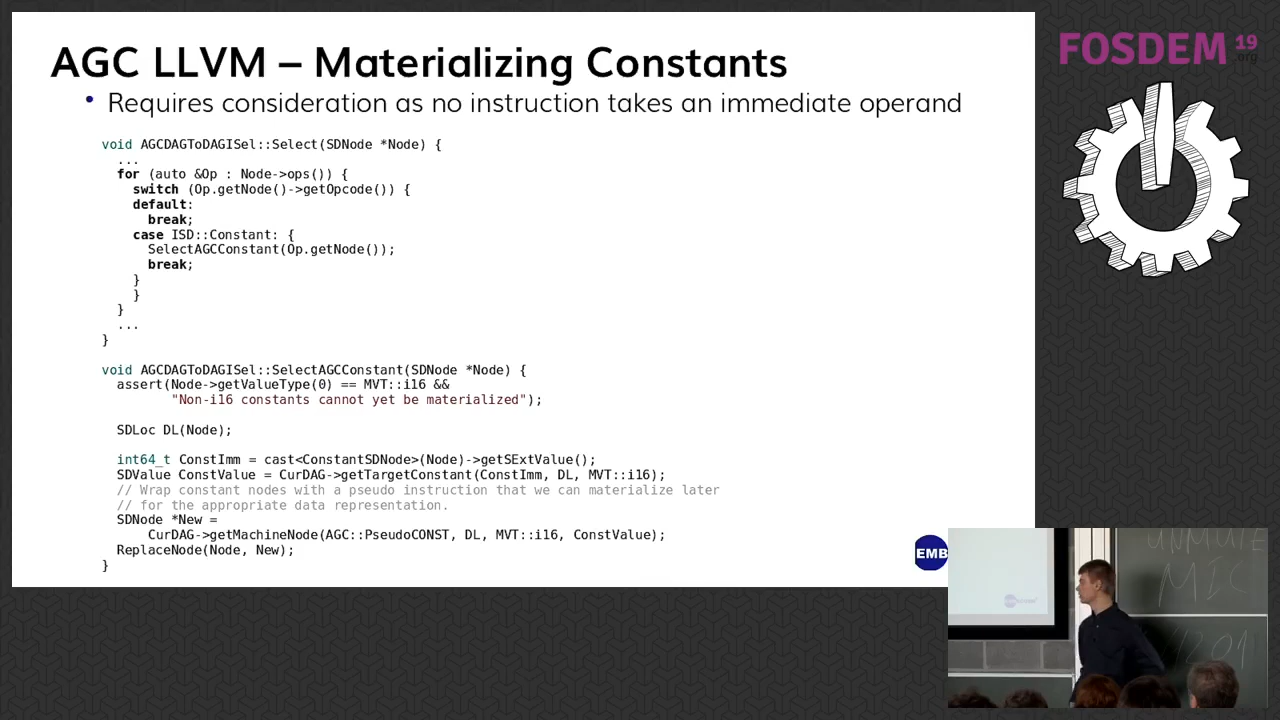 AGC LLVM – Materializing Constants
• Requires consideration as no instruction takes an immediate operand
void AGCDAGToDAGISel::Select(SDNode *Node) {
...
for (auto &Op : Node->ops()) {
switch (Op.getNode()->getOpcode()) {
default:
break;
case ISD::Constant: {
SelectAGCConstant(Op.getNode());
break;
}
}
}
...
}
void AGCDAGToDAGISel::SelectAGCConstant(SDNode *Node) {
assert(Node->getValueType(0) == MVT::i16 &&
"Non-i16 constants cannot yet be materialized");
SDLoc DL(Node);
int64_t ConstImm = cast<ConstantSDNode>(Node)->getSExtValue();
SDValue ConstValue = CurDAG->getTargetConstant(ConstImm, DL, MVT::i16);
// Wrap constant nodes with a pseudo instruction that we can materialize later
// for the appropriate data representation.
SDNode *New =
CurDAG->getMachineNode(AGC::PseudoCONST, DL, MVT::i16, ConstValue);
ReplaceNode(Node, New);
}
EMB
FOSDEM 19
.org
UNMUTE
MIC